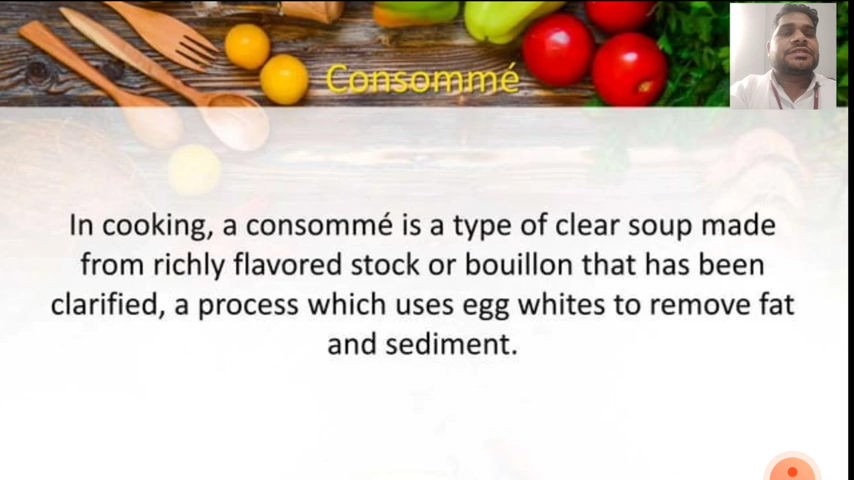 Consommé
In cooking, a consommé is a type of clear soup made
from richly flavored stock or bouillon that has been
clarified, a process which uses egg whites to remove fat
and sediment.